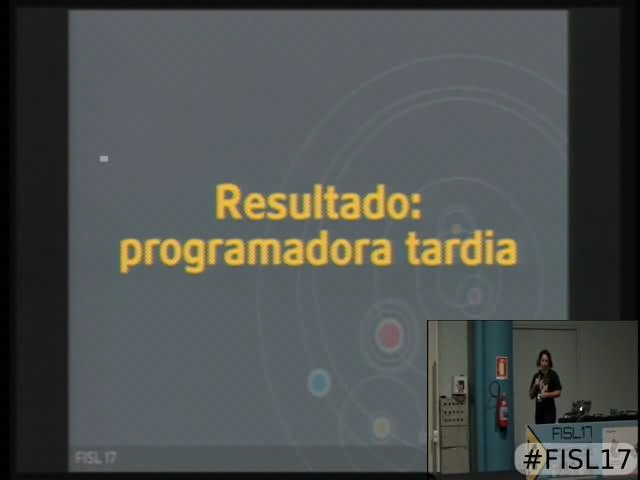 Resultado:
programadora tardia
FISL 17
FISL17
#FISL17